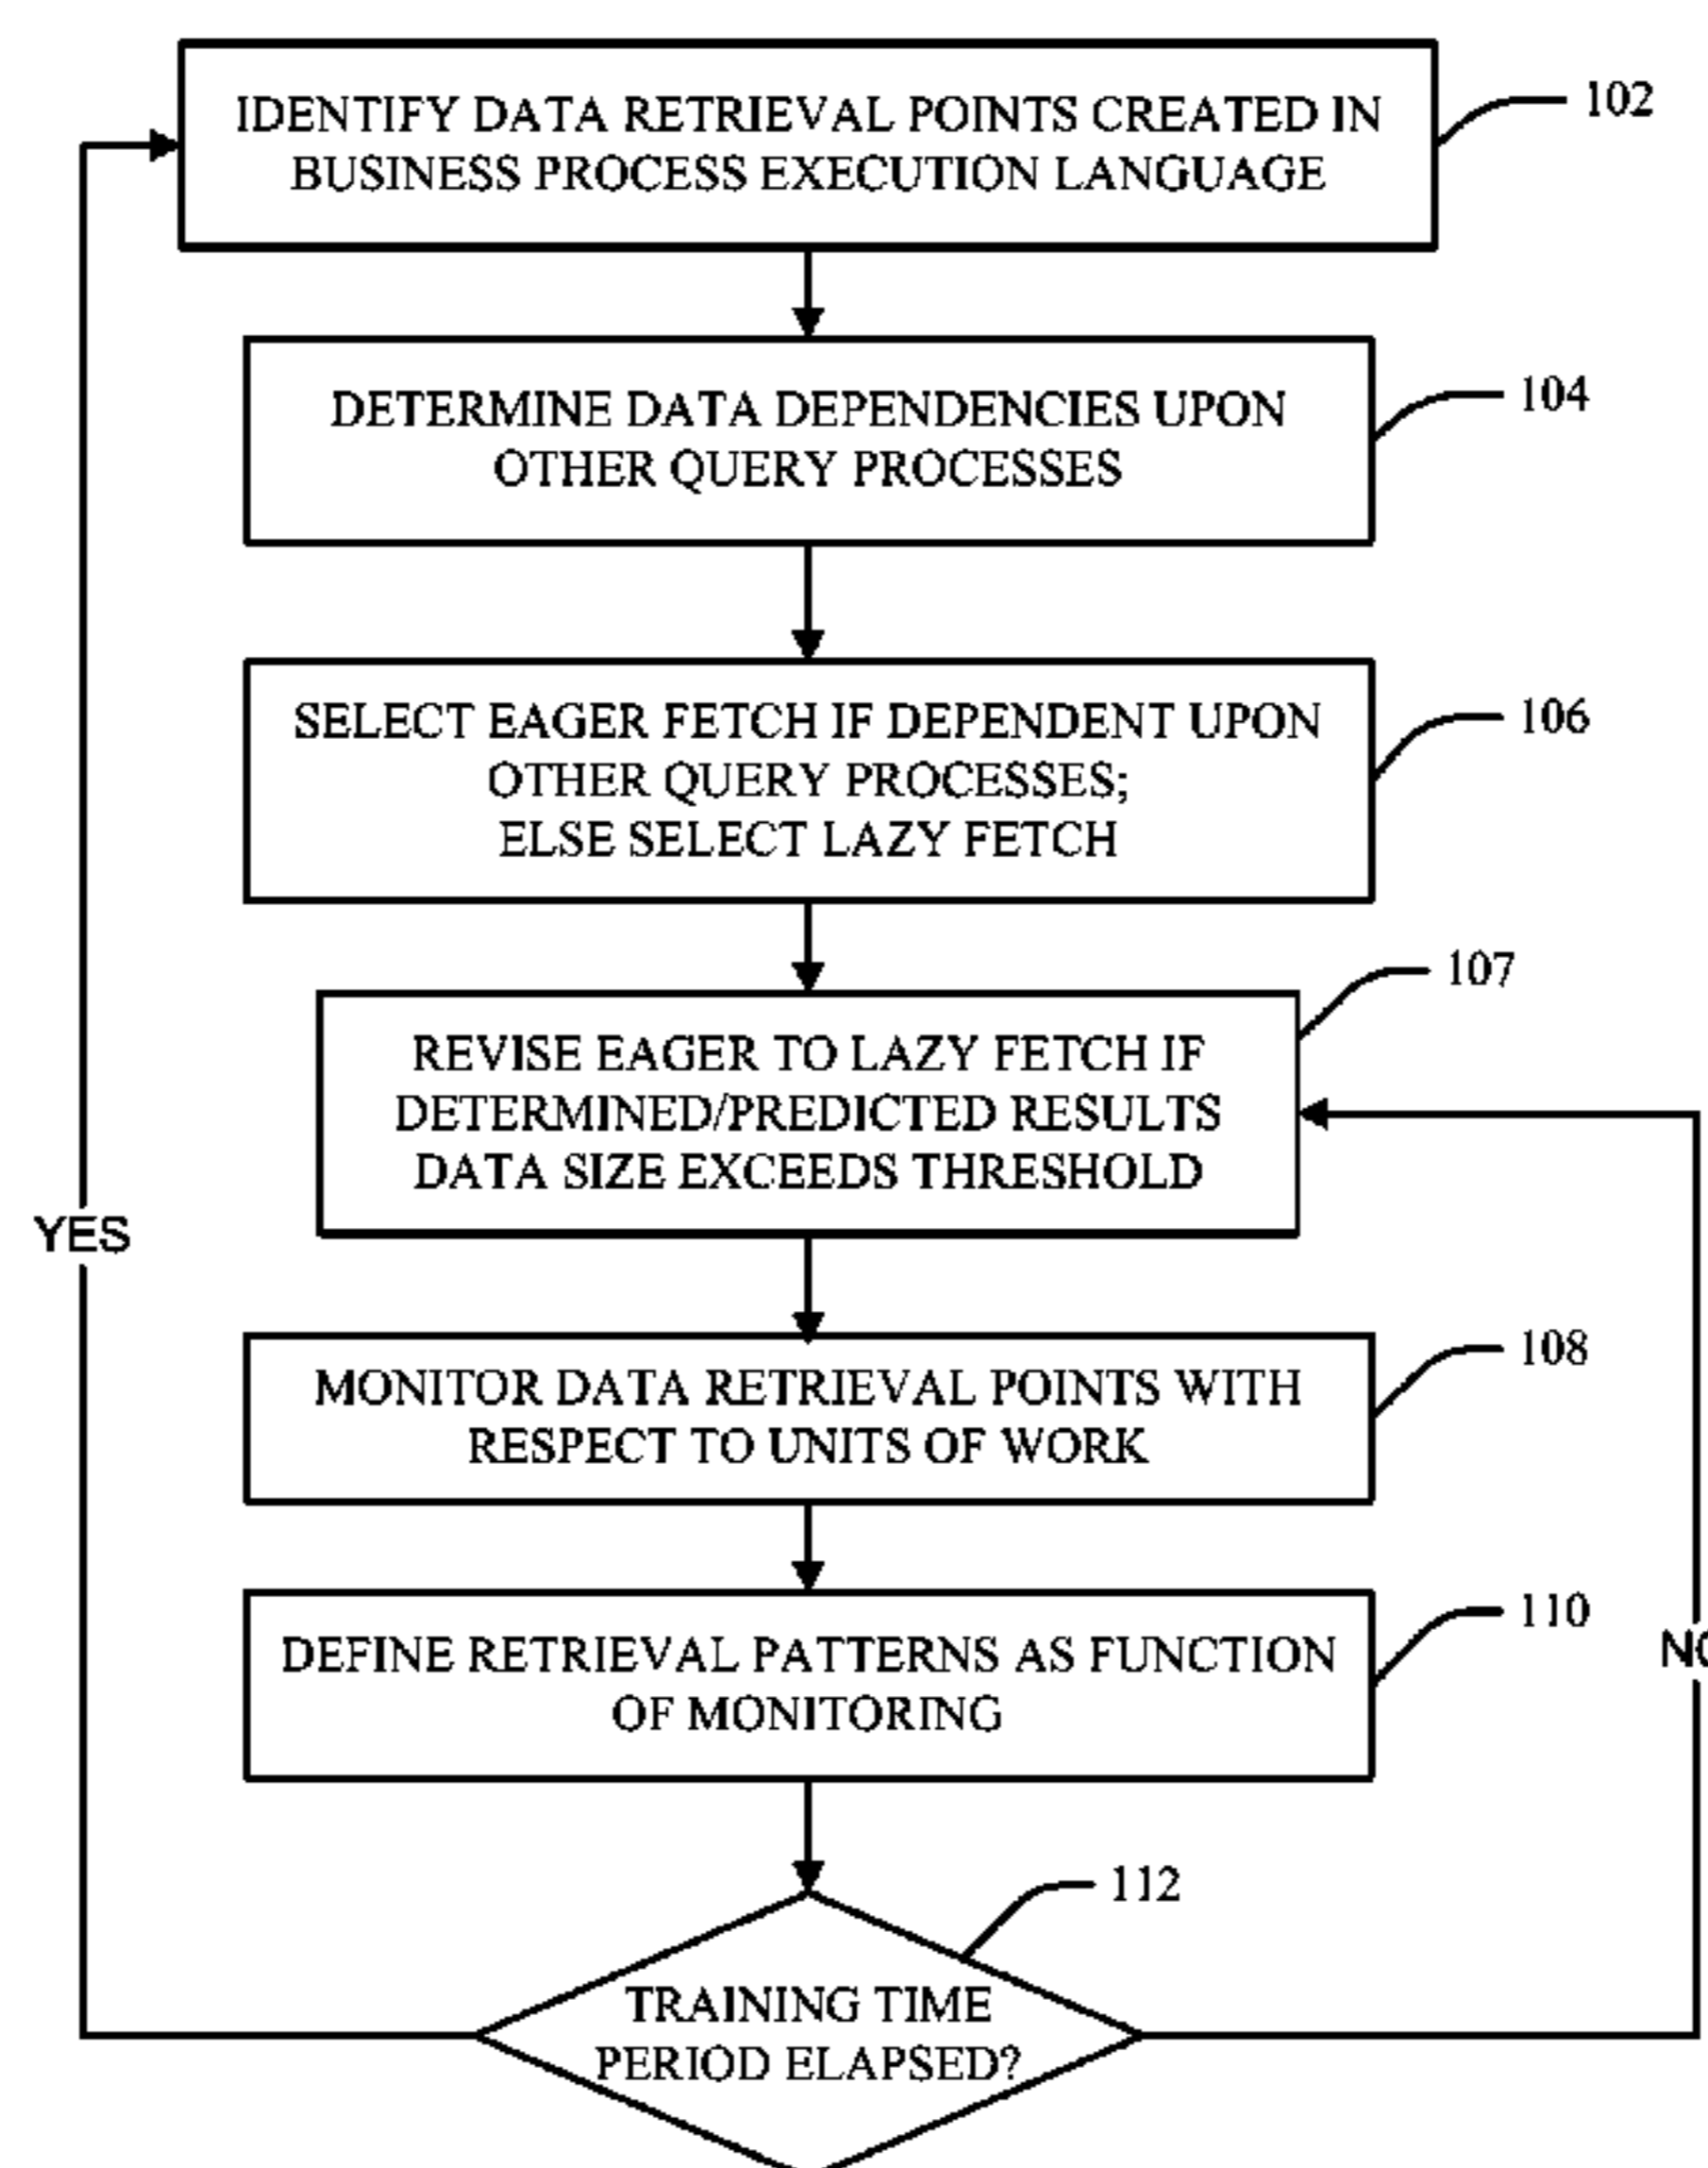 IDENTIFY DATA RETRIEVAL POINTS CREATED IN
BUSINESS PROCESS EXECUTION LANGUAGE
102
DETERMINE DATA DEPENDENCIES UPON
OTHER QUERY PROCESSES
104
SELECT EAGER FETCH IF DEPENDENT UPON
OTHER QUERY PROCESSES;
ELSE SELECT LAZY FETCH
106
107
REVISE EAGER TO LAZY FETCH IF
DETERMINED/PREDICTED RESULTS
DATA SIZE EXCEEDS THRESHOLD
YES
108
MONITOR DATA RETRIEVAL POINTS WITH
RESPECT TO UNITS OF WORK
110
DEFINE RETRIEVAL PATTERNS AS FUNCTION
OF MONITORING
NO
112
TRAINING TIME
PERIOD ELAPSED?